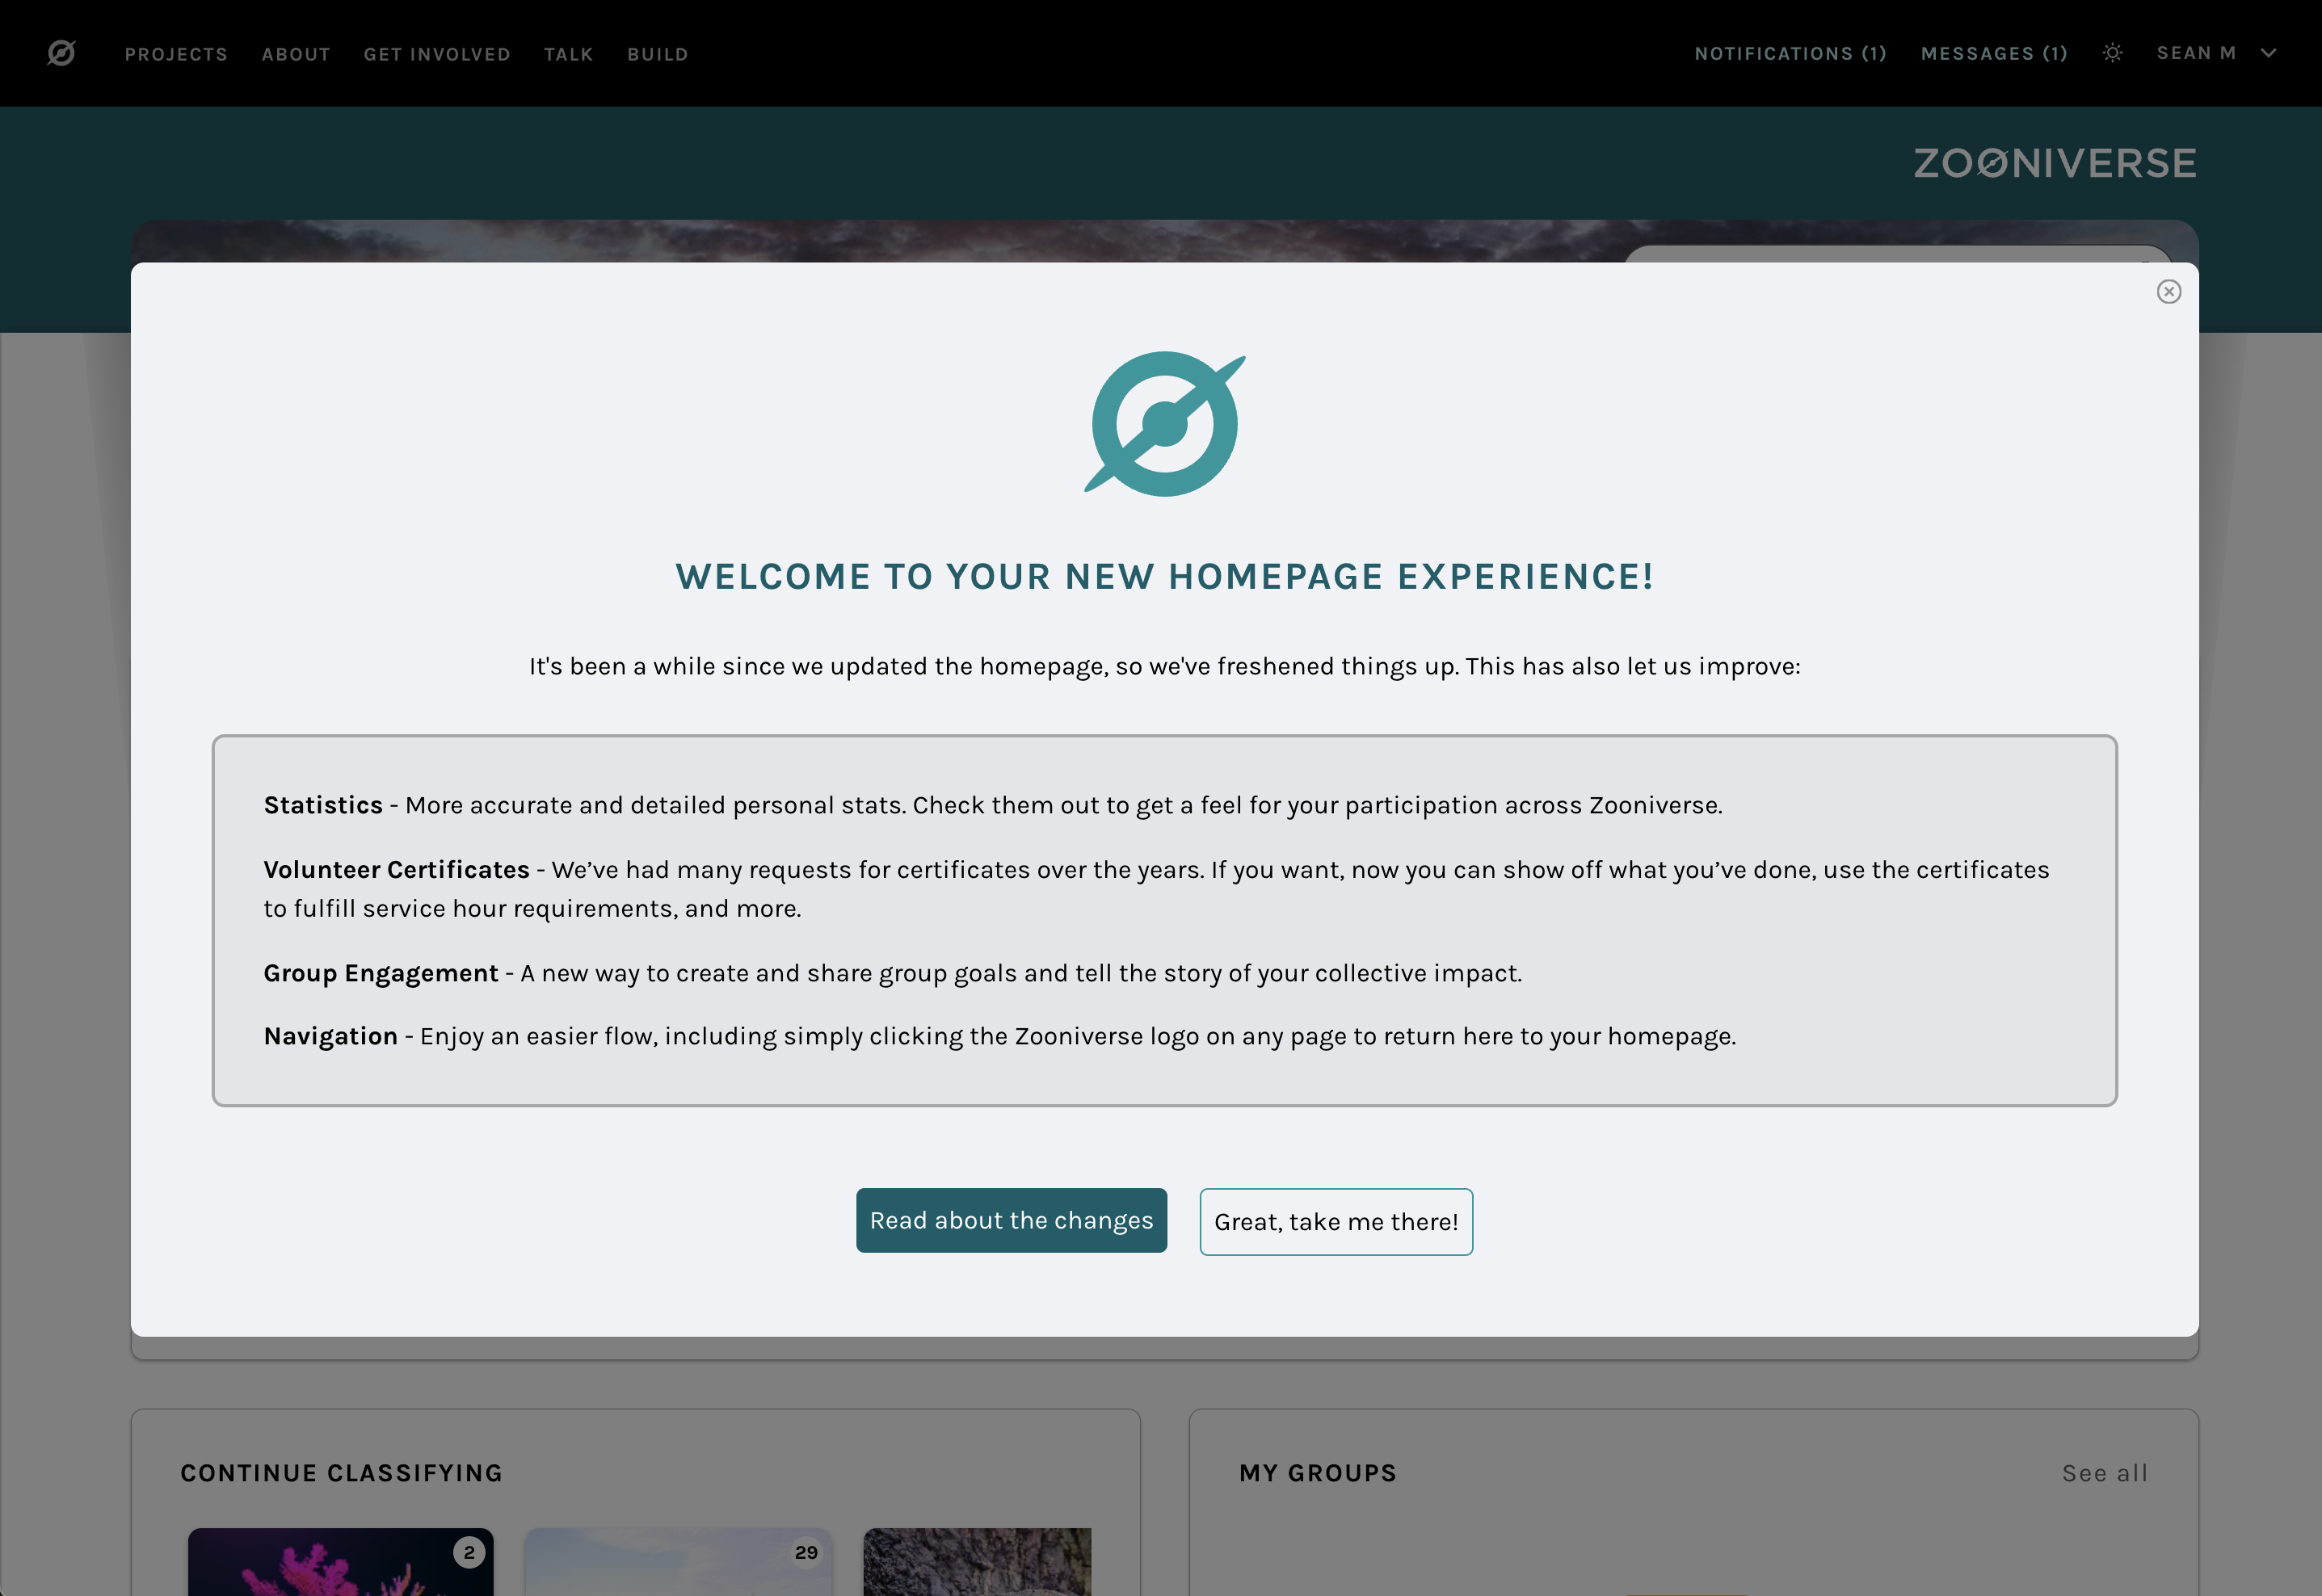 PROJECTS ABOUT GET INVOLVED TALK BUILD NOTIFICATIONS (1) MESSAGES (1) SEAN M
ZOONIVERSE
WELCOME TO YOUR NEW HOMEPAGE EXPERIENCE!
It's been a while since we updated the homepage, so we've freshened things up. This has also let us improve:
Statistics - More accurate and detailed personal stats. Check them out to get a feel for your participation across Zooniverse.
Volunteer Certificates - We’ve had many requests for certificates over the years. If you want, now you can show off what you’ve done, use the certificates
to fulfill service hour requirements, and more.
Group Engagement - A new way to create and share group goals and tell the story of your collective impact.
Navigation - Enjoy an easier flow, including simply clicking the Zooniverse logo on any page to return here to your homepage.
Read about the changes
Great, take me there!
CONTINUE CLASSIFYING
MY GROUPS
See all
2
29